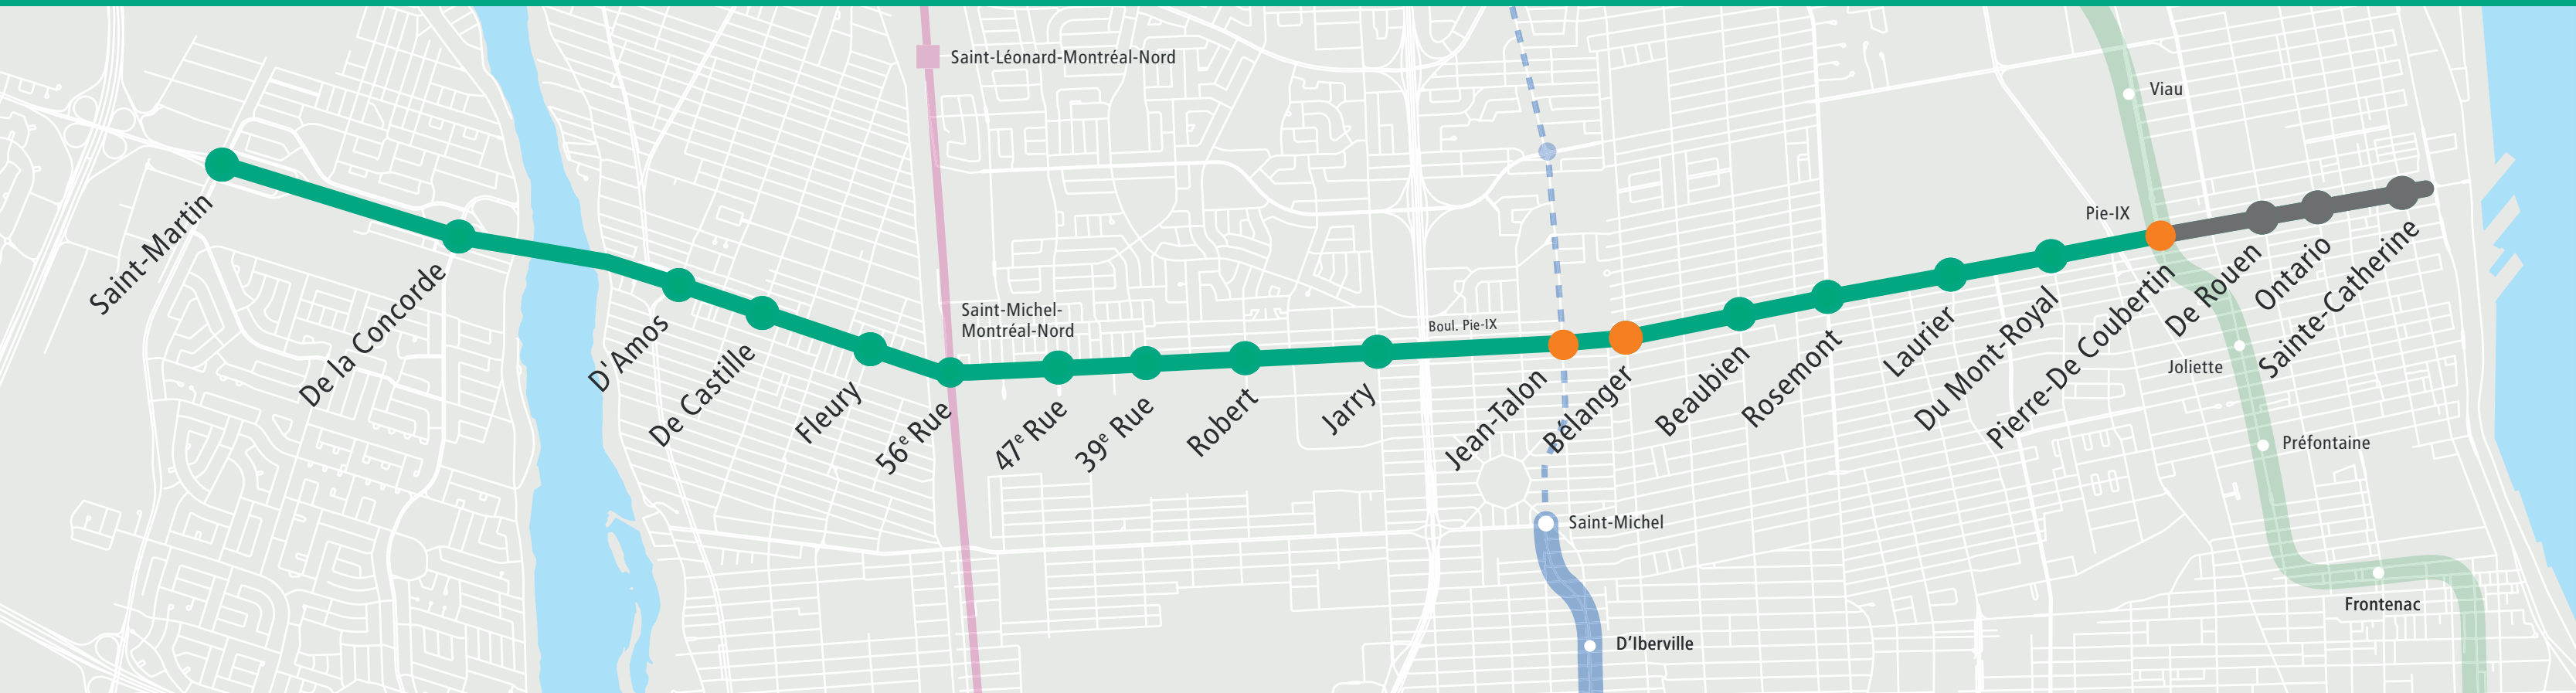 Saint-Léonard-Montréal-Nord
Viau
Pie-IX
Saint-Martin
De la Concorde
D'Amos
De Castille
Fleury
Saint-Michel-
Montréal-Nord
56e Rue
47e Rue
39e Rue
Robert
Jarry
Boul. Pie-IX
Jean-Talon
Bélanger
Beaubien
Rosemont
Laurier
Du Mont-Royal
Pierre-De Coubertin
De Rouen
Ontario
Sainte-Catherine
Joliette
Préfontaine
Saint-Michel
Frontenac
D'Iberville